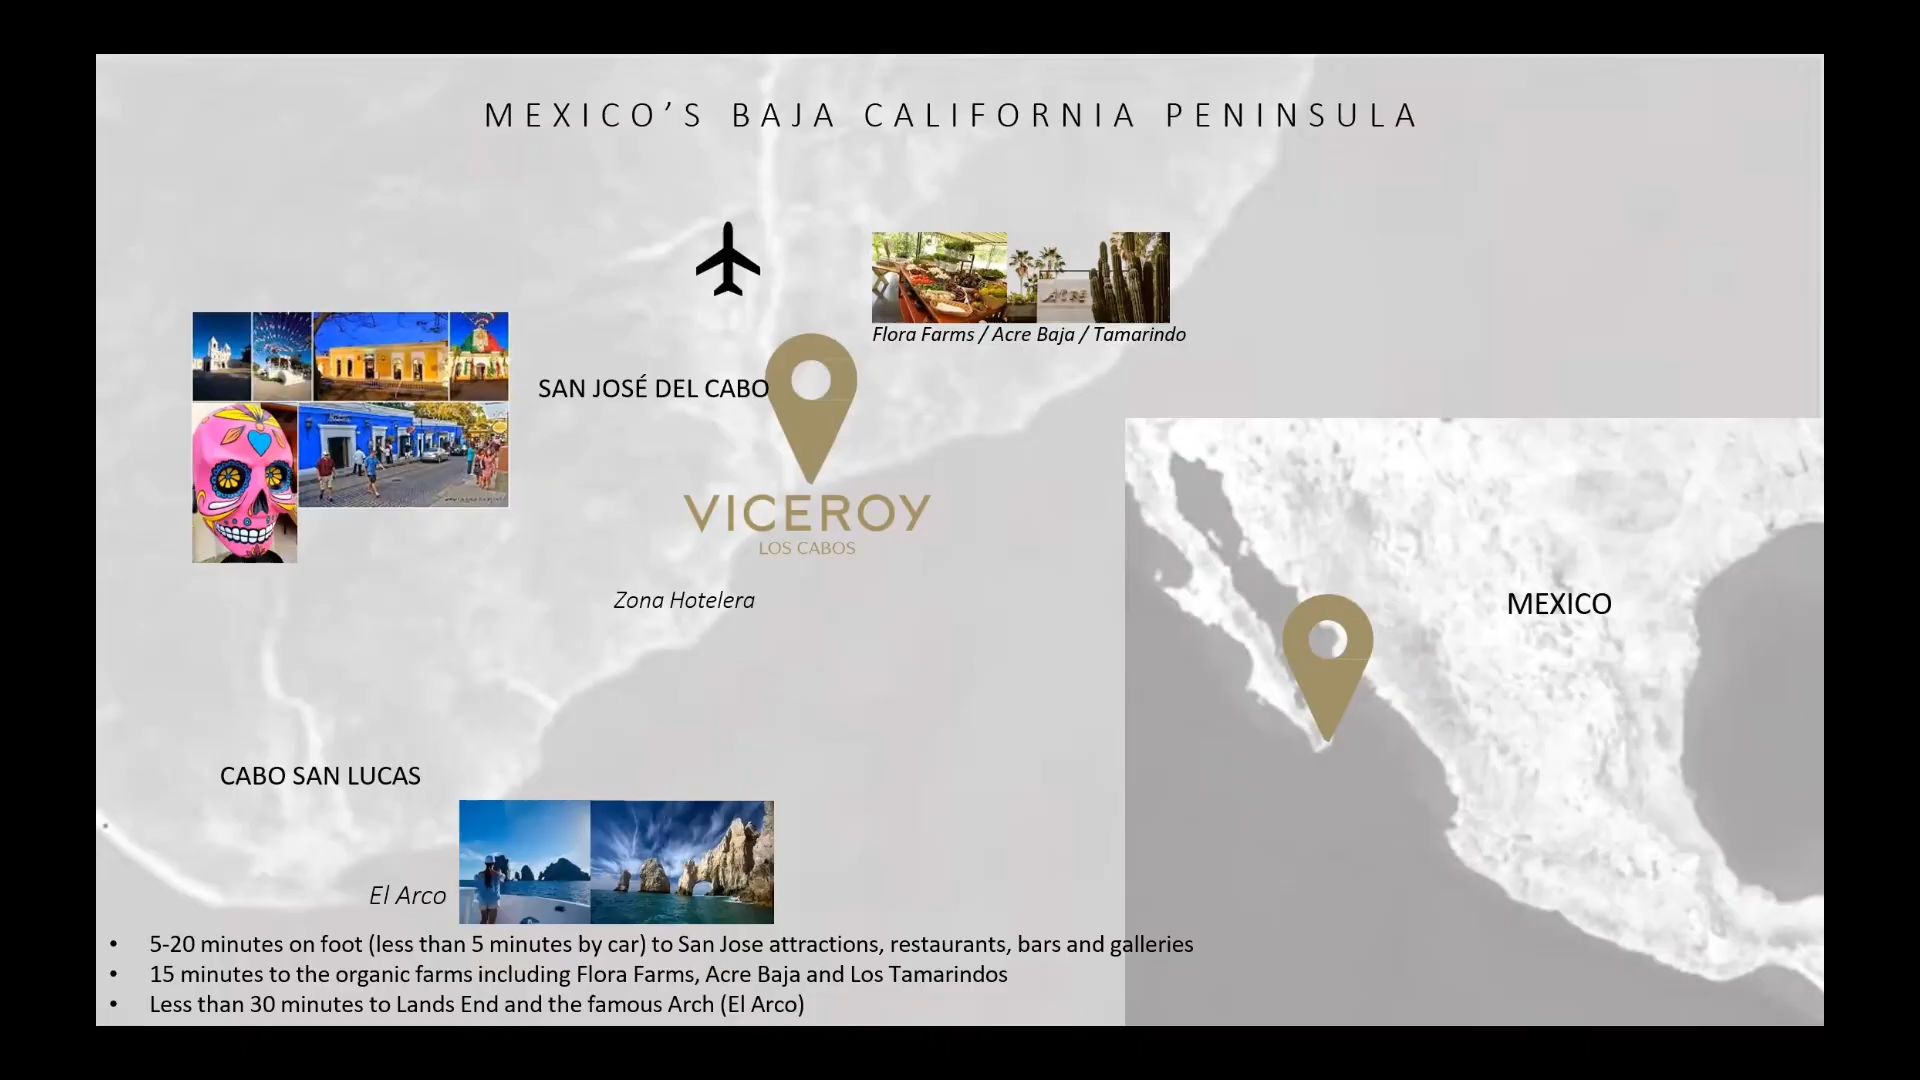 MEXICO’S BAJA CALIFORNIA PENINSULA
ACRE
Flora Farms / Acre Baja / Tamarindo
SAN JOSÉ DEL CABO
VICEROY
LOS CABOS
Zona Hotelera
MEXICO
CABO SAN LUCAS
El Arco
• 5-20 minutes on foot (less than 5 minutes by car) to San Jose attractions, restaurants, bars and galleries
• 15 minutes to the organic farms including Flora Farms, Acre Baja and Los Tamarindos
• Less than 30 minutes to Lands End and the famous Arch (El Arco)